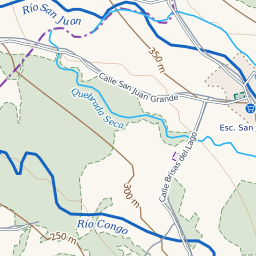 Río San Juan
350 m
Calle San Juan Grande
Quebrada Seca
Esc. San
Calle Brisas del Lago
300 m
Río Congo
250 m